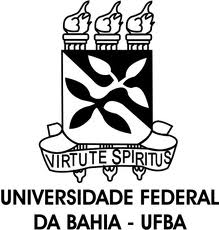 VIRTUTE SPIRITUS
UNIVERSIDADE FEDERAL
DA BAHIA - UFBA